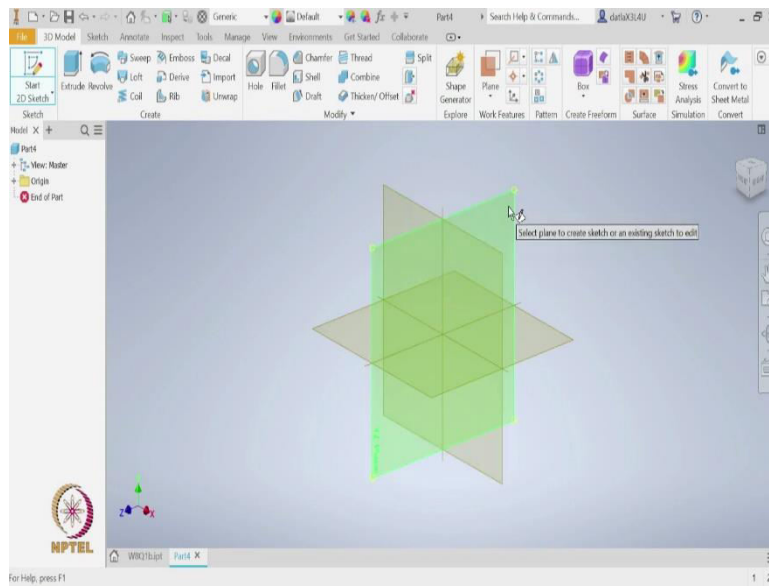 Generic Default Part4 Search Help & Commands... datlaX3L4U
File 3D Model Sketch Annotate Inspect Tools Manage View Environments Get Started Collaborate
Start 2D Sketch
Extrude Revolve
Sweep Emboss Decal
Loft Derive Import
Coil Rib Unwrap
Hole Fillet
Chamfer Thread Split
Shell Combine
Draft Thicken/ Offset
Shape Generator
Plane
Box
Stress Analysis
Convert to Sheet Metal
Sketch Create Modify Explore Work Features Pattern Create Freeform Surface Simulation Convert
Model X +
Part4
View: Master
Origin
End of Part
Select plane to create sketch or an existing sketch to edit
z x
NPTEL
W8Q1b.ipt Part4 X
For Help, press F1
1